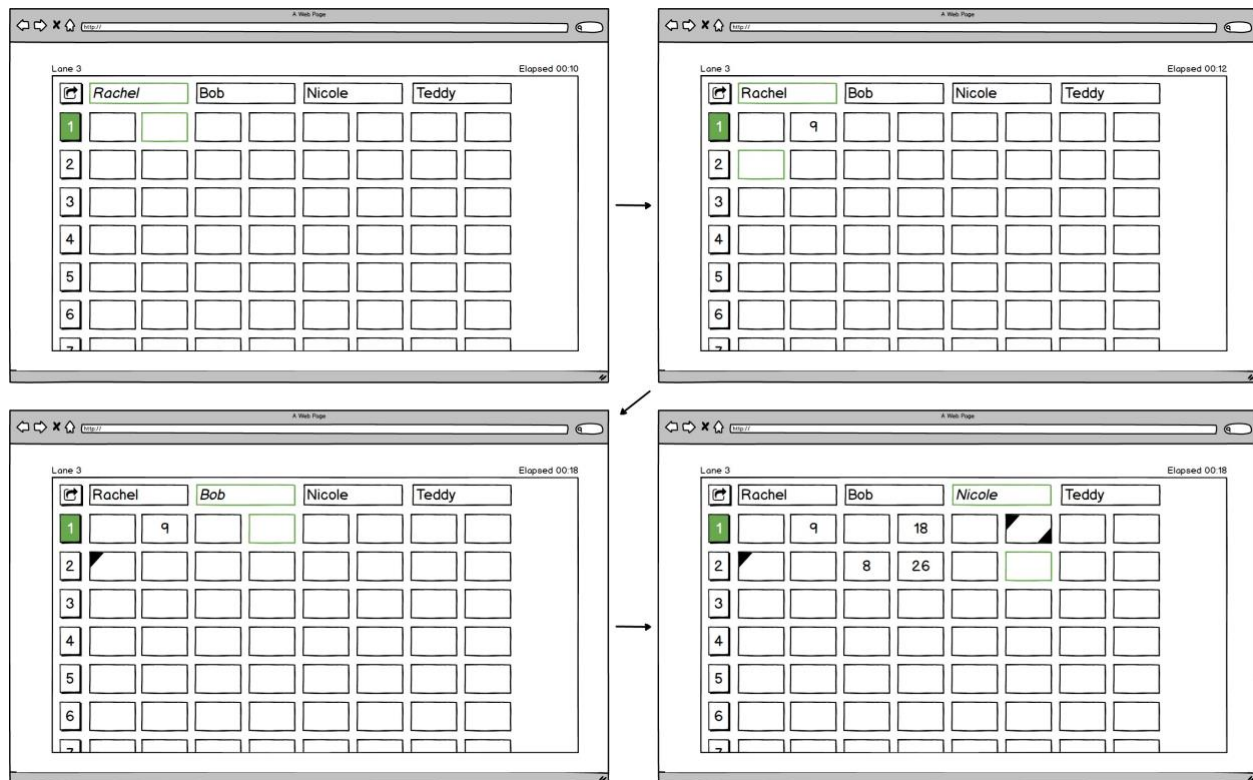 A Web Page
http://
Lane 3 Elapsed 00:10
Rachel Bob Nicole Teddy
1
2
3
4
5
6
7
A Web Page
http://
Lane 3 Elapsed 00:12
Rachel Bob Nicole Teddy
1 9
2
3
4
5
6
7
A Web Page
http://
Lane 3 Elapsed 00:18
Rachel Bob Nicole Teddy
1 9
2
3
4
5
6
7
A Web Page
http://
Lane 3 Elapsed 00:18
Rachel Bob Nicole Teddy
1 9 18
2 8 26
3
4
5
6
7